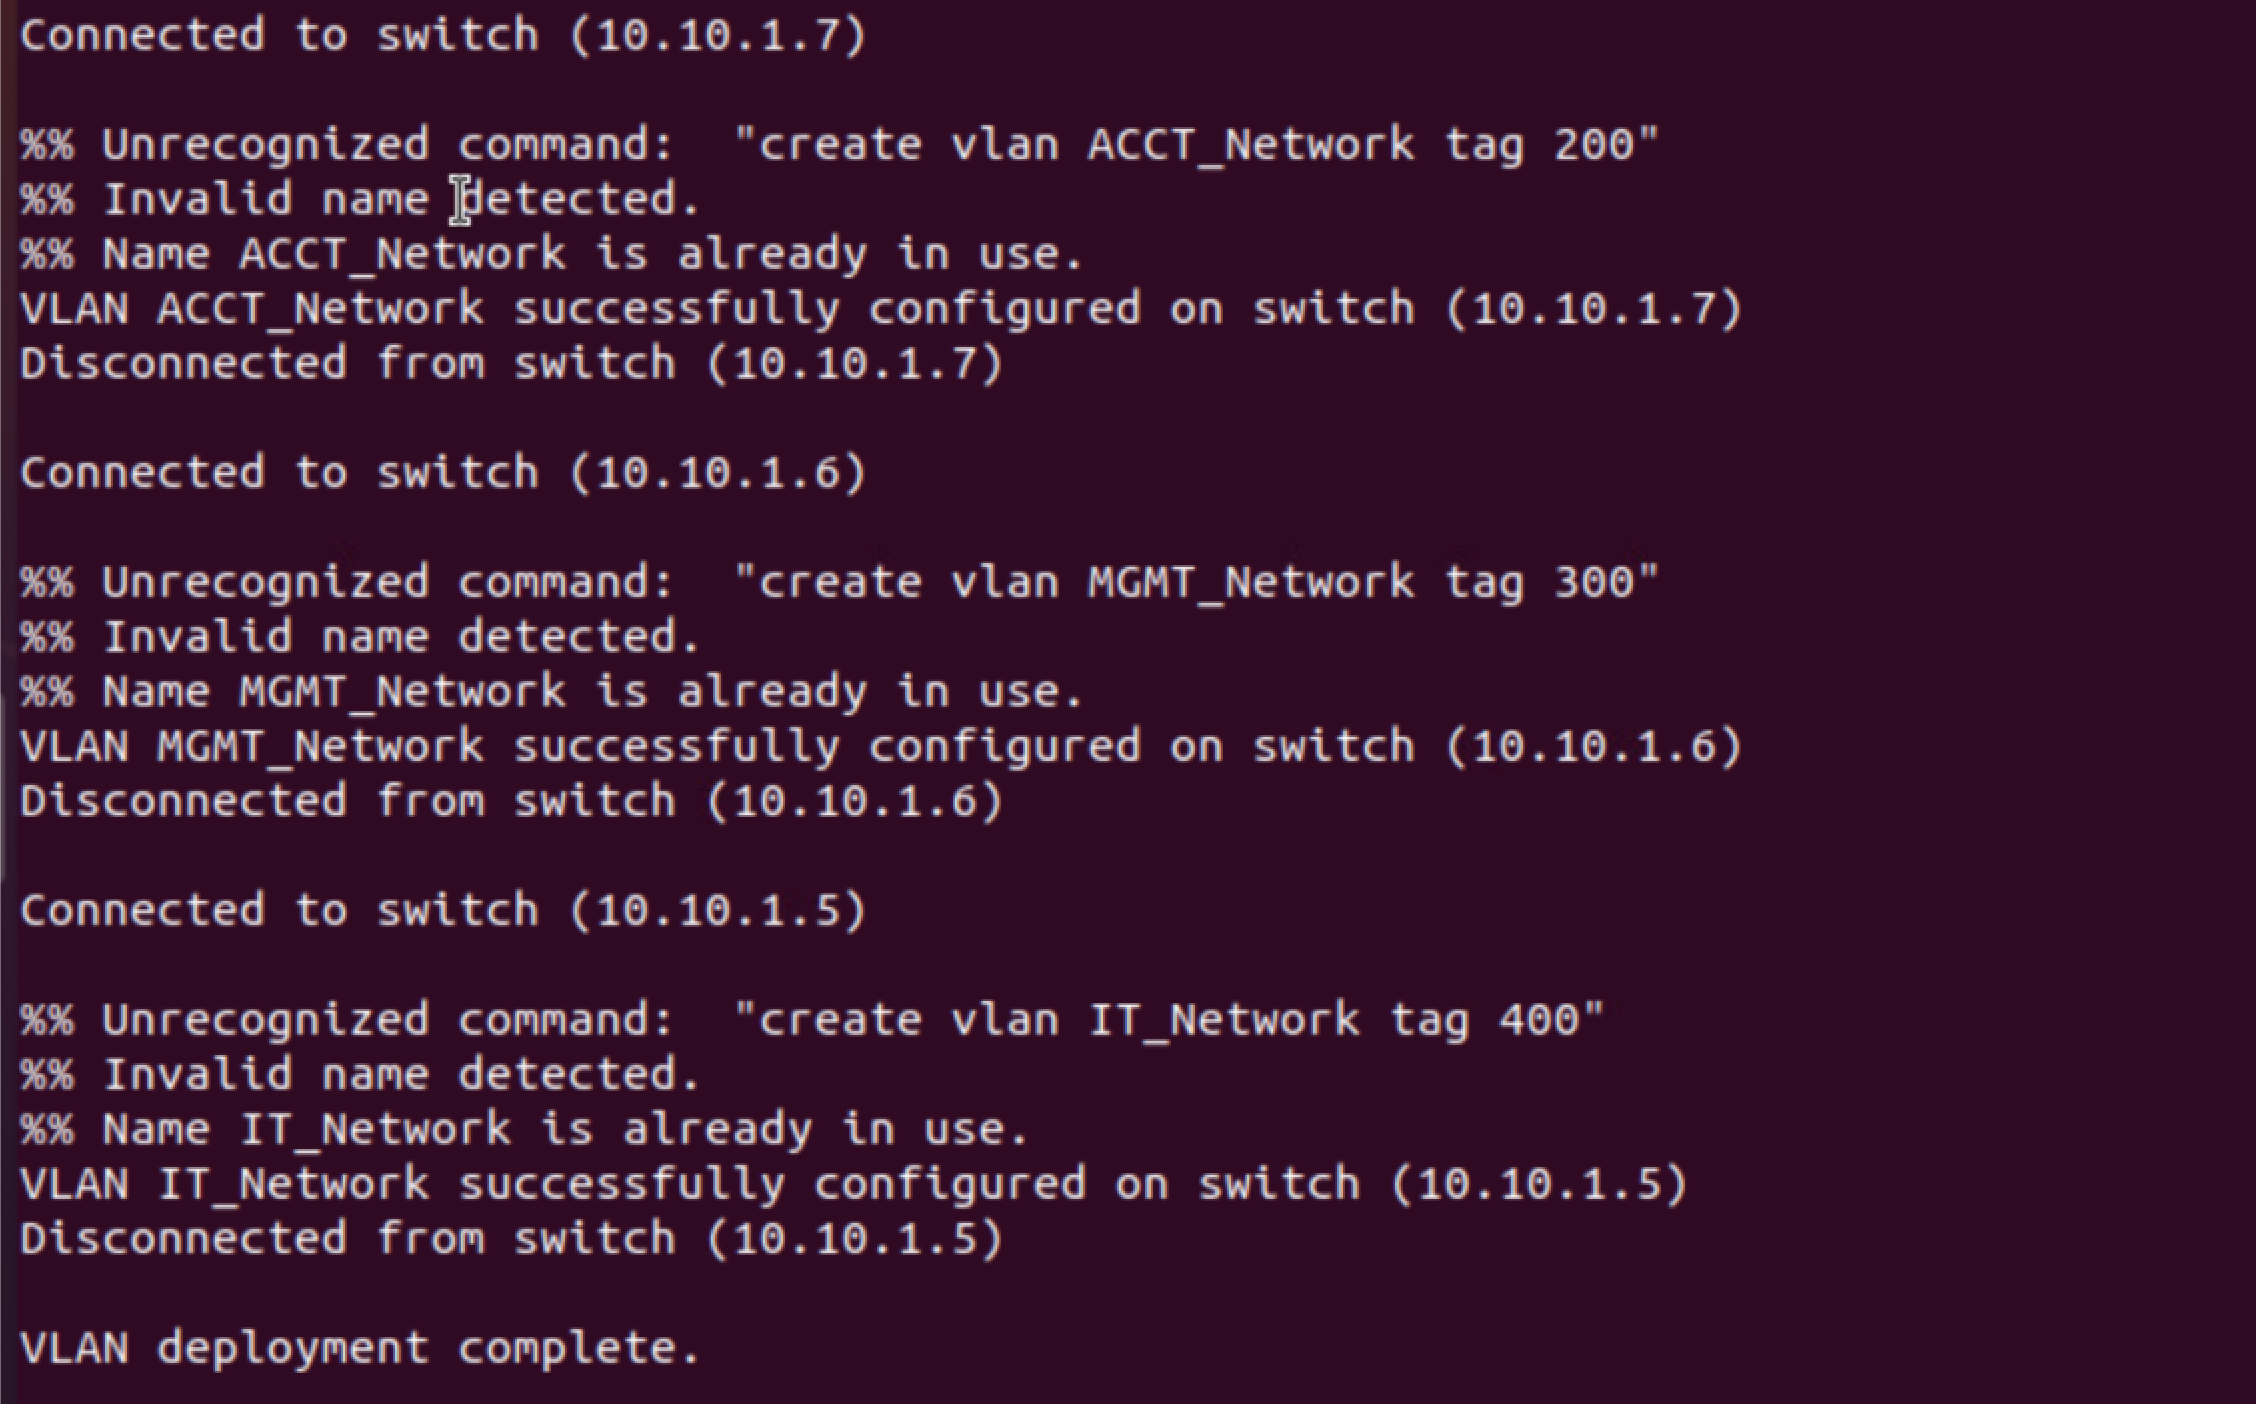 Connected to switch (10.10.1.7)
%% Unrecognized command:  "create vlan ACCT_Network tag 200"
%% Invalid name detected.
%% Name ACCT_Network is already in use.
VLAN ACCT_Network successfully configured on switch (10.10.1.7)
Disconnected from switch (10.10.1.7)
Connected to switch (10.10.1.6)
%% Unrecognized command:  "create vlan MGMT_Network tag 300"
%% Invalid name detected.
%% Name MGMT_Network is already in use.
VLAN MGMT_Network successfully configured on switch (10.10.1.6)
Disconnected from switch (10.10.1.6)
Connected to switch (10.10.1.5)
%% Unrecognized command:  "create vlan IT_Network tag 400"
%% Invalid name detected.
%% Name IT_Network is already in use.
VLAN IT_Network successfully configured on switch (10.10.1.5)
Disconnected from switch (10.10.1.5)
VLAN deployment complete.